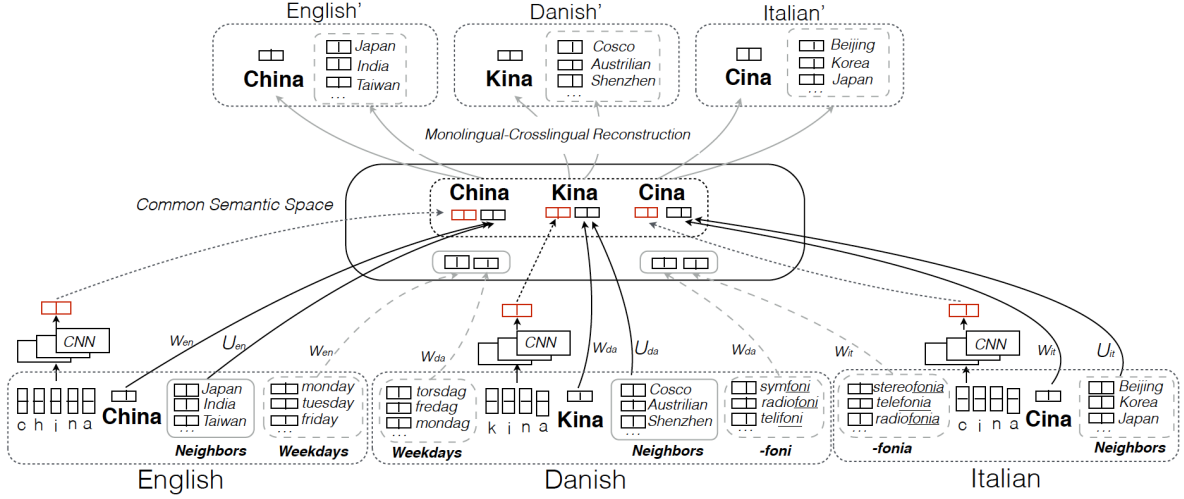 English’ Danish’ Italian’
China
Japan
India
Taiwan
...
Kina
Cosco
Austrilian
Shenzhen
...
Cina
Beijing
Korea
Japan
...
Monolingual-Crosslingual Reconstruction
Common Semantic Space
China Kina Cina
CNN
CNN
CNN
Wen
Uen
Wen
Wda
Wda
Uda
Wda
Wit
Wit
Uit
c h i n a
China
Japan
India
Taiwan
...
Neighbors
monday
tuesday
friday
...
Weekdays
English
torsdag
fredag
mondag
...
Weekdays
k i n a
Kina
Cosco
Austrilian
Shenzhen
...
Neighbors
symfoni
radiofoni
telifoni
...
-foni
Danish
stereofonia
telefonia
radiofonia
...
-fonia
c i n a
Cina
Beijing
Korea
Japan
...
Neighbors
Italian